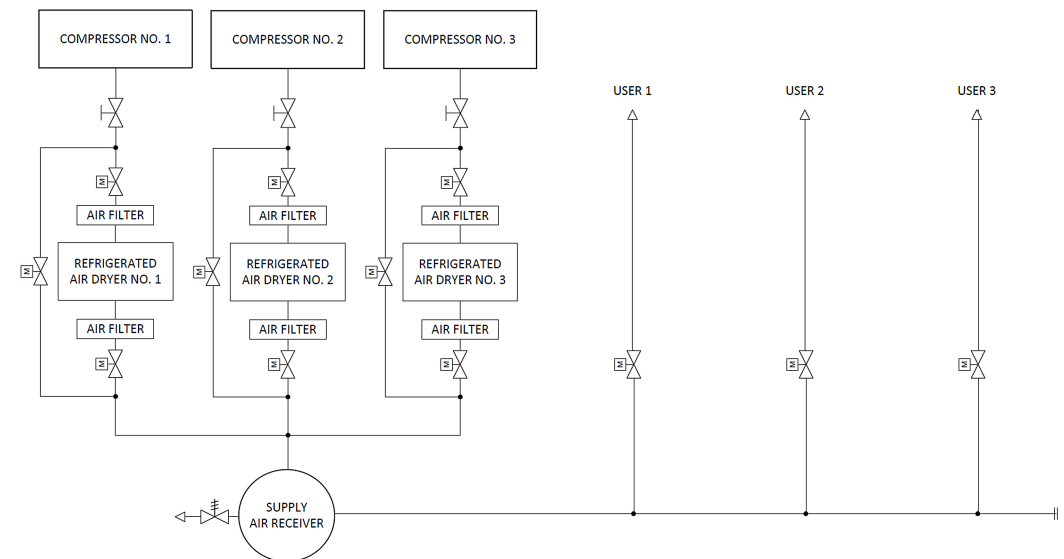 COMPRESSOR NO. 1
COMPRESSOR NO. 2
COMPRESSOR NO. 3
USER 1
USER 2
USER 3
M
M
M
AIR FILTER
AIR FILTER
AIR FILTER
M
REFRIGERATED
AIR DRYER NO. 1
M
REFRIGERATED
AIR DRYER NO. 2
M
REFRIGERATED
AIR DRYER NO. 3
AIR FILTER
AIR FILTER
AIR FILTER
M
M
M
M
M
M
SUPPLY
AIR RECEIVER